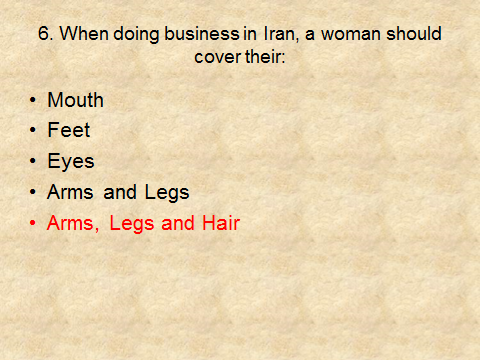 6. When doing business in Iran, a woman should
cover their:
• Mouth
• Feet
• Eyes
• Arms and Legs
• Arms, Legs and Hair